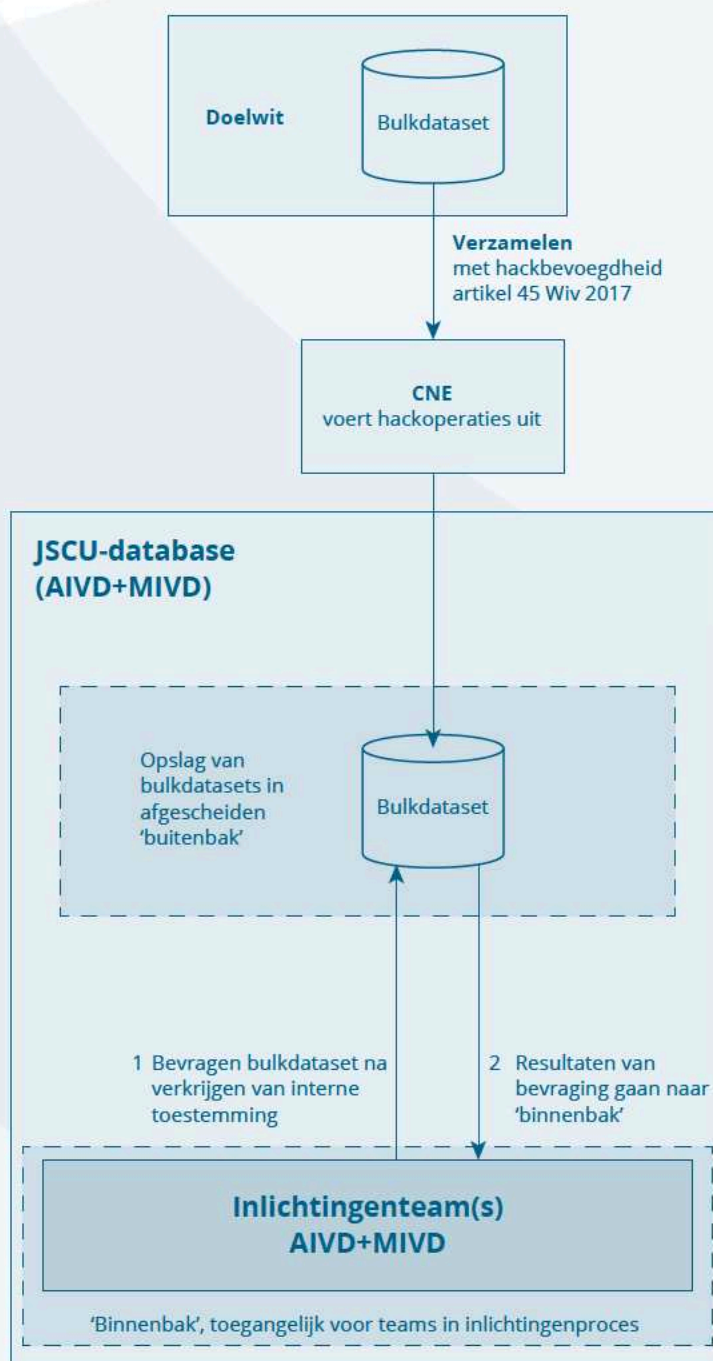 Doelwit
Bulkdataset
Verzamelen
met hackbevoegdheid
artikel 45 Wiv 2017
CNE
voert hackoperaties uit
JSCU-database
(AIVD+MIVD)
Opslag van
bulkdatasets in
afgescheiden
‘buitenbak’
Bulkdataset
1 Bevragen bulkdataset na
verkrijgen van interne
toestemming
2 Resultaten van
bevraging gaan naar
‘binnenbak’
Inlichtingenteam(s)
AIVD+MIVD
‘Binnenbak’, toegangelijk voor teams in inlichtingenproces